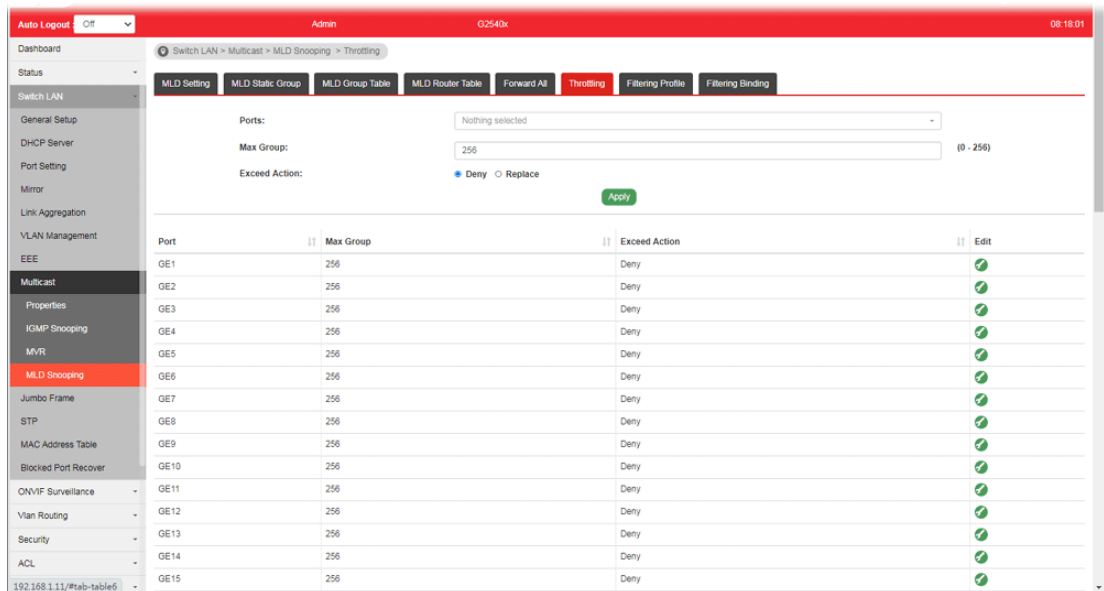 Auto Logout : Off Admin G2540x 08:18:01
Dashboard
Status
Switch LAN
General Setup
DHCP Server
Port Setting
Mirror
Link Aggregation
VLAN Management
EEE
Multicast
Properties
IGMP Snooping
MVR
MLD Snooping
Jumbo Frame
STP
MAC Address Table
Blocked Port Recover
ONVIF Surveillance
Vlan Routing
Security
ACL
192.168.1.11/#tab-table6
Switch LAN > Multicast > MLD Snooping > Throttling
MLD Setting MLD Static Group MLD Group Table MLD Router Table Forward All Throttling Filtering Profile Filtering Binding
Ports: Nothing selected
Max Group: 256 (0 - 256)
Exceed Action: Deny Replace
Apply
Port Max Group Exceed Action Edit
GE1 256 Deny
GE2 256 Deny
GE3 256 Deny
GE4 256 Deny
GE5 256 Deny
GE6 256 Deny
GE7 256 Deny
GE8 256 Deny
GE9 256 Deny
GE10 256 Deny
GE11 256 Deny
GE12 256 Deny
GE13 256 Deny
GE14 256 Deny
GE15 256 Deny